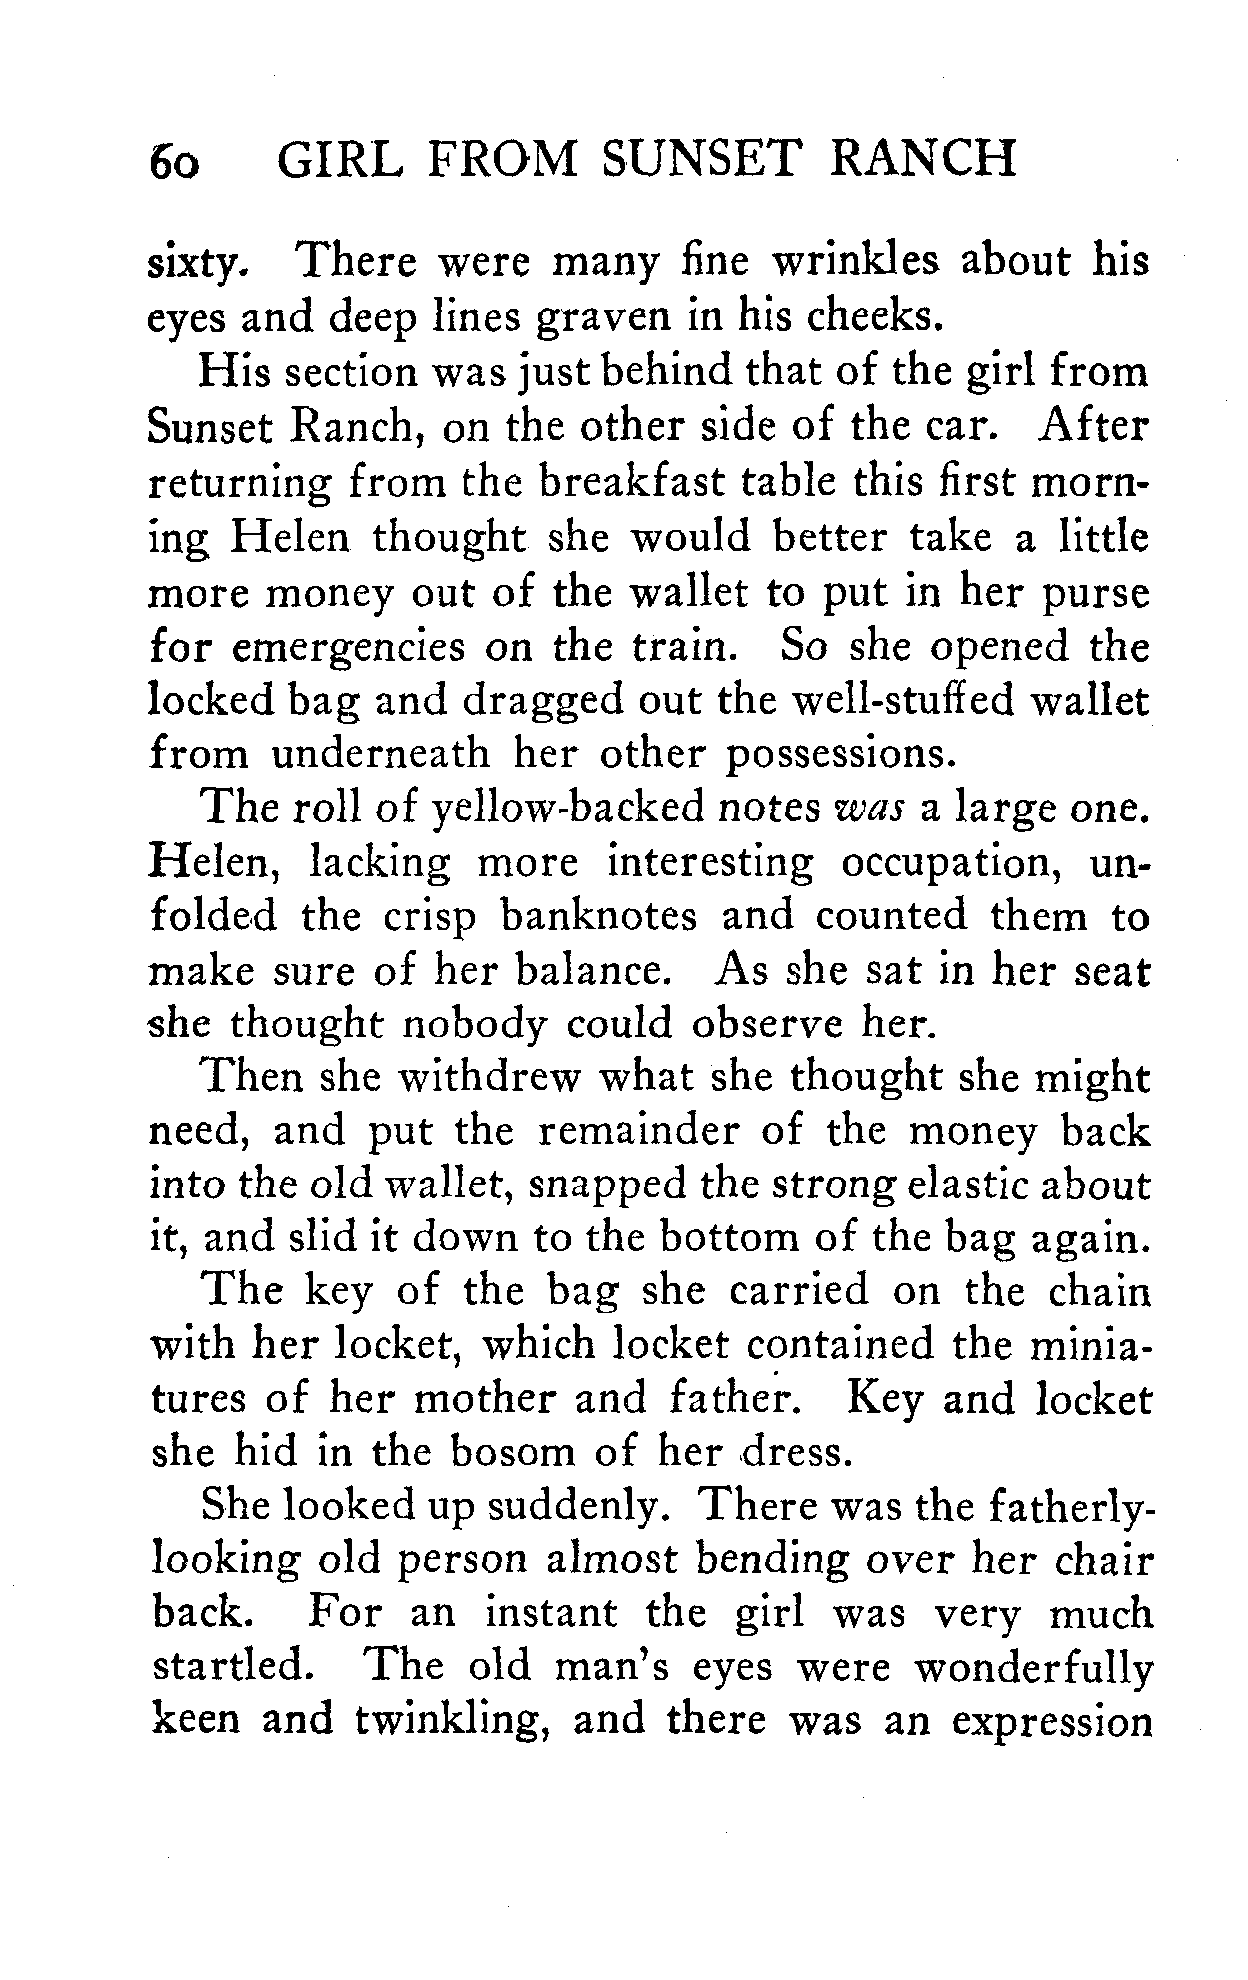 60 GIRL FROM SUNSET RANCH
sixty. There were many fine wrinkles about his
eyes and deep lines graven in his cheeks.
His section was just behind that of the girl from
Sunset Ranch, on the other side of the car. After
returning from the breakfast table this first morn-
ing Helen thought she would better take a little
more money out of the wallet to put in her purse
for emergencies on the train. So she opened the
locked bag and dragged out the well-stuffed wallet
from underneath her other possessions.
The roll of yellow-backed notes was a large one.
Helen, lacking more interesting occupation, un-
folded the crisp banknotes and counted them to
make sure of her balance. As she sat in her seat
she thought nobody could observe her.
Then she withdrew what she thought she might
need, and put the remainder of the money back
into the old wallet, snapped the strong elastic about
it, and slid it down to the bottom of the bag again.
The key of the bag she carried on the chain
with her locket, which locket contained the minia-
tures of her mother and father. Key and locket
she hid in the bosom of her dress.
She looked up suddenly. There was the fatherly-
looking old person almost bending over her chair
back. For an instant the girl was very much
startled. The old man's eyes were wonderfully
keen and twinkling, and there was an expression